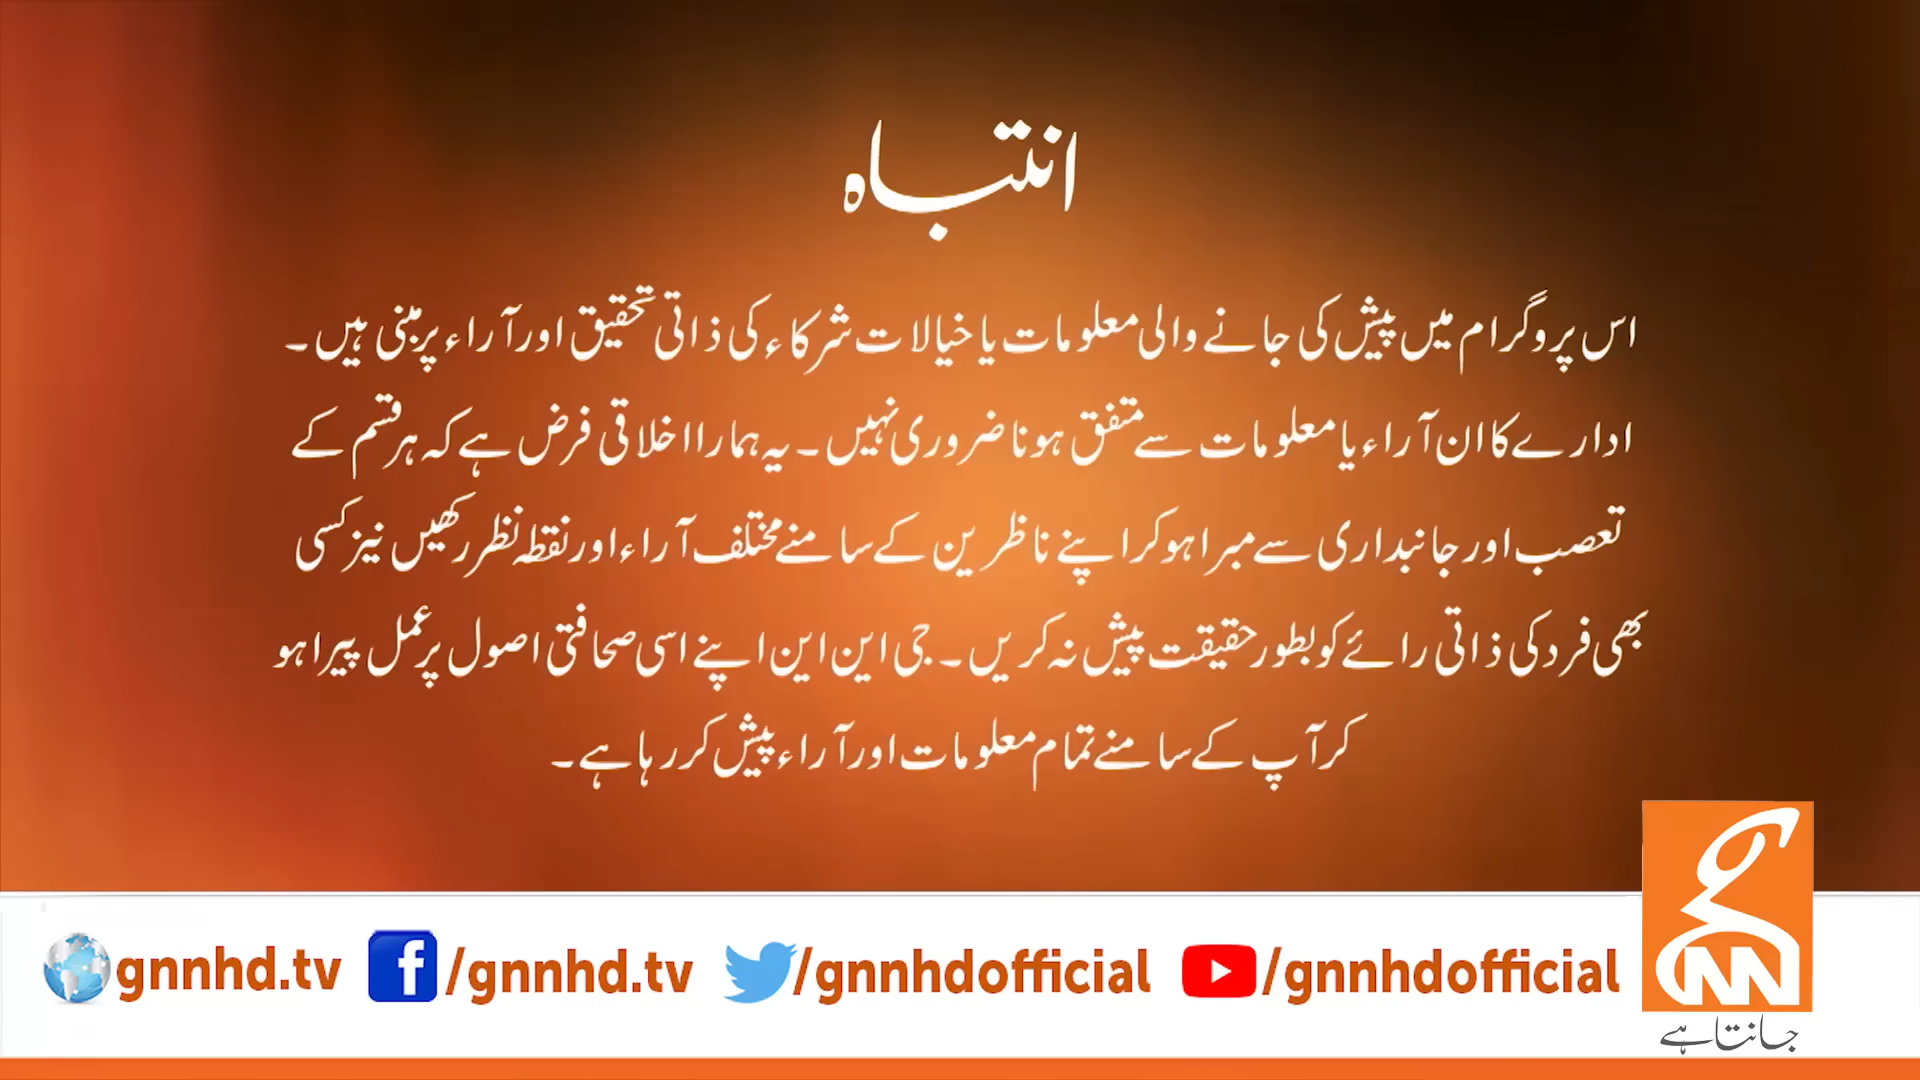 انتباہ
اس پروگرام میں پیش کی جانے والی معلومات یا خیالات شرکاء کی ذاتی تحقیق اور آراء پر مبنی ہیں۔
ادارے کا ان آراء یا معلومات سے متفق ہونا ضروری نہیں۔ یہ ہمارا اخلاقی فرض ہے کہ ہر قسم کے
تعصب اور جانبداری سے مبرا ہو کر اپنے ناظرین کے سامنے مختلف آراء اور نقطہ نظر رکھیں نیز کسی
بھی فرد کی ذاتی رائے کو بطور حقیقت پیش نہ کریں۔ جی این این اپنے اسی صحافتی اصول پر عمل پیرا ہو
کر آپ کے سامنے تمام معلومات اور آراء پیش کر رہا ہے۔
gnnhd.tv /gnnhd.tv /gnnhdofficial /gnnhdofficial
GNN
جانتا ہے